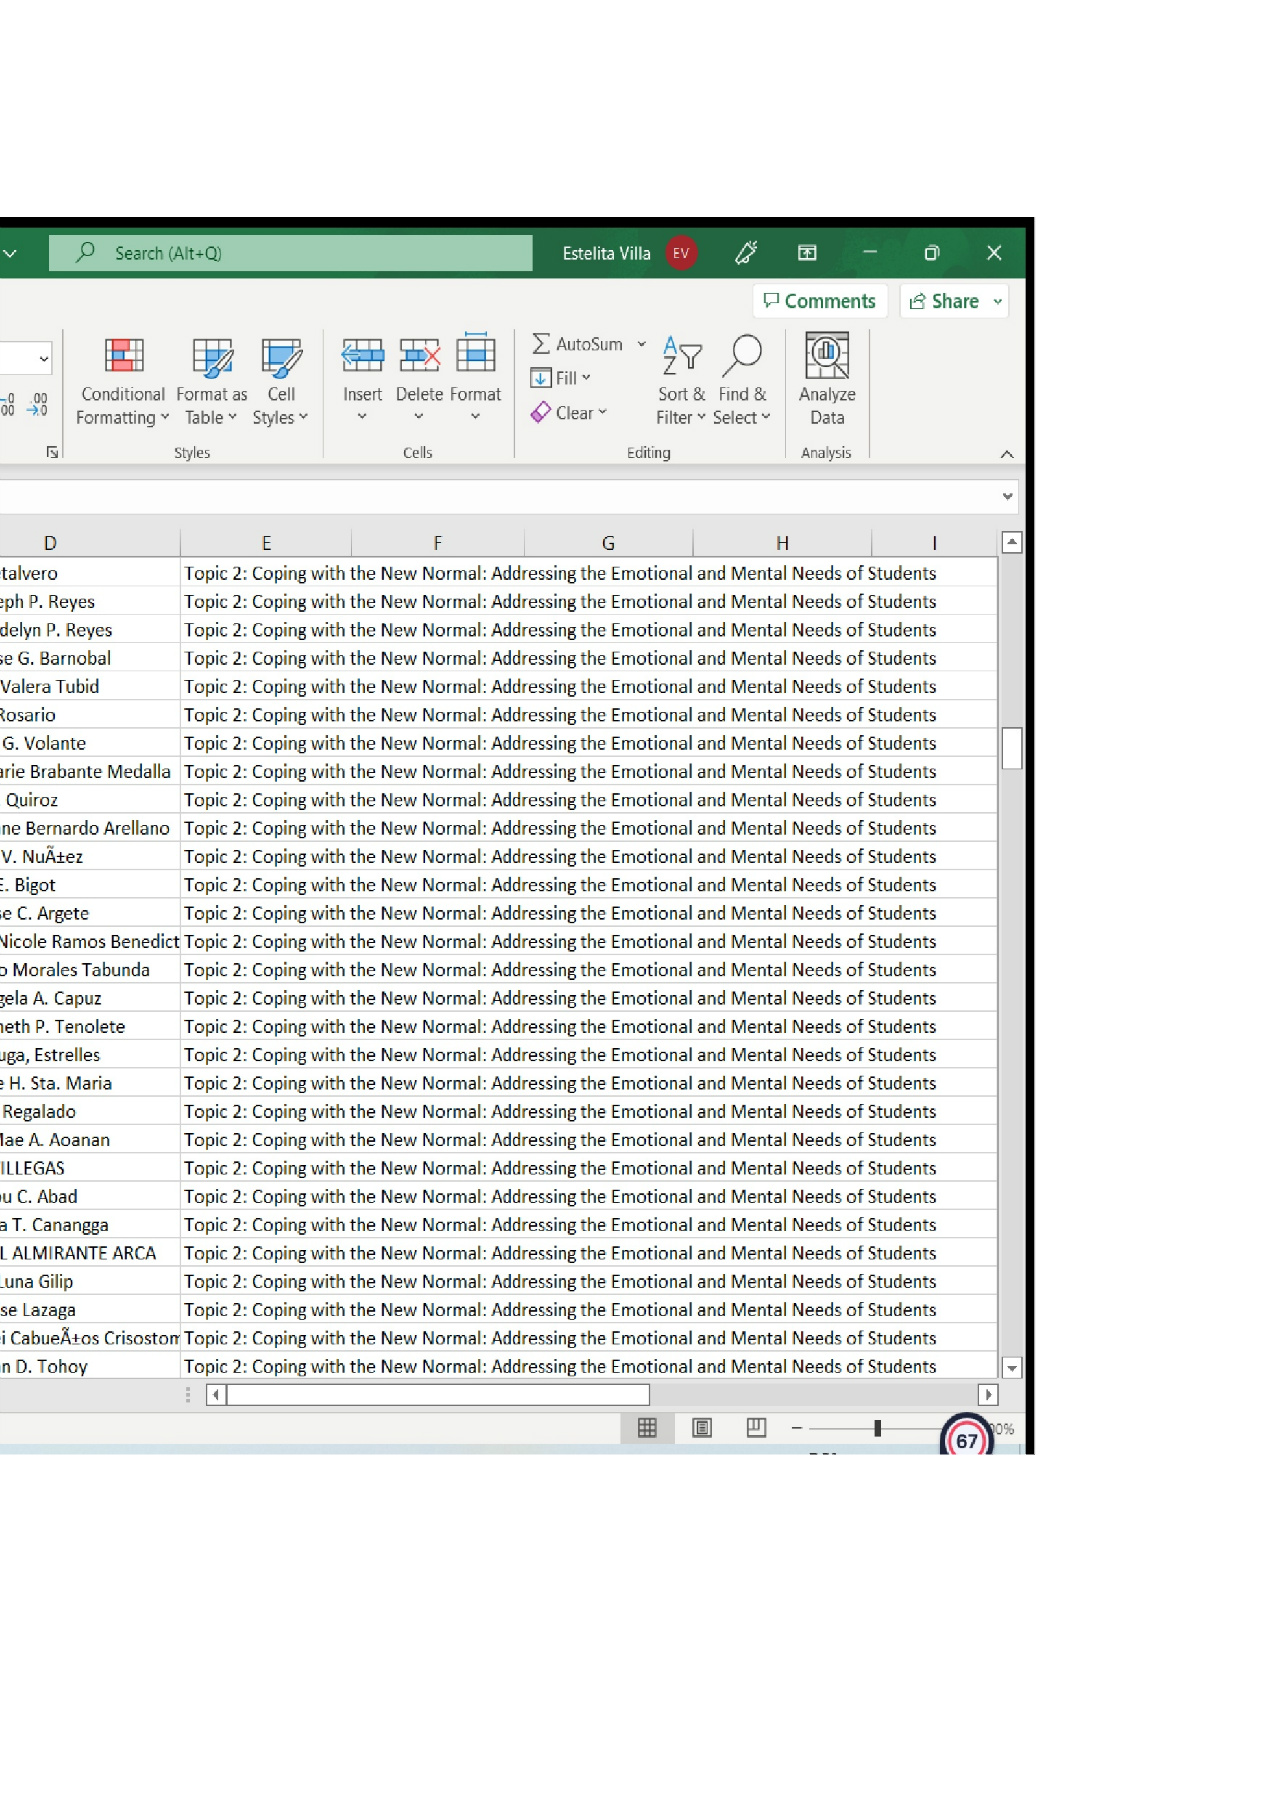 Search (Alt+Q) Estelita Villa EV
Comments Share
Conditional Formatting Format as Table Cell Styles Insert Delete Format AutoSum Fill Clear Sort & Filter Find & Select Analyze Data
Styles Cells Editing Analysis
D E F G H I
talvero Topic 2: Coping with the New Normal: Addressing the Emotional and Mental Needs of Students
eph P. Reyes Topic 2: Coping with the New Normal: Addressing the Emotional and Mental Needs of Students
delyn P. Reyes Topic 2: Coping with the New Normal: Addressing the Emotional and Mental Needs of Students
se G. Barnobal Topic 2: Coping with the New Normal: Addressing the Emotional and Mental Needs of Students
Valera Tubid Topic 2: Coping with the New Normal: Addressing the Emotional and Mental Needs of Students
Rosario Topic 2: Coping with the New Normal: Addressing the Emotional and Mental Needs of Students
G. Volante Topic 2: Coping with the New Normal: Addressing the Emotional and Mental Needs of Students
arie Brabante Medalla Topic 2: Coping with the New Normal: Addressing the Emotional and Mental Needs of Students
Quiroz Topic 2: Coping with the New Normal: Addressing the Emotional and Mental Needs of Students
ne Bernardo Arellano Topic 2: Coping with the New Normal: Addressing the Emotional and Mental Needs of Students
V. NuÃ±ez Topic 2: Coping with the New Normal: Addressing the Emotional and Mental Needs of Students
E. Bigot Topic 2: Coping with the New Normal: Addressing the Emotional and Mental Needs of Students
se C. Argete Topic 2: Coping with the New Normal: Addressing the Emotional and Mental Needs of Students
Nicole Ramos Benedict Topic 2: Coping with the New Normal: Addressing the Emotional and Mental Needs of Students
o Morales Tabunda Topic 2: Coping with the New Normal: Addressing the Emotional and Mental Needs of Students
gela A. Capuz Topic 2: Coping with the New Normal: Addressing the Emotional and Mental Needs of Students
neth P. Tenolete Topic 2: Coping with the New Normal: Addressing the Emotional and Mental Needs of Students
uga, Estrelles Topic 2: Coping with the New Normal: Addressing the Emotional and Mental Needs of Students
e H. Sta. Maria Topic 2: Coping with the New Normal: Addressing the Emotional and Mental Needs of Students
Regalado Topic 2: Coping with the New Normal: Addressing the Emotional and Mental Needs of Students
Mae A. Aoanan Topic 2: Coping with the New Normal: Addressing the Emotional and Mental Needs of Students
ILLEGAS Topic 2: Coping with the New Normal: Addressing the Emotional and Mental Needs of Students
ou C. Abad Topic 2: Coping with the New Normal: Addressing the Emotional and Mental Needs of Students
a T. Canangga Topic 2: Coping with the New Normal: Addressing the Emotional and Mental Needs of Students
L ALMIRANTE ARCA Topic 2: Coping with the New Normal: Addressing the Emotional and Mental Needs of Students
Luna Gilip Topic 2: Coping with the New Normal: Addressing the Emotional and Mental Needs of Students
se Lazaga Topic 2: Coping with the New Normal: Addressing the Emotional and Mental Needs of Students
i CabueÃ±os Crisostom Topic 2: Coping with the New Normal: Addressing the Emotional and Mental Needs of Students
n D. Tohoy Topic 2: Coping with the New Normal: Addressing the Emotional and Mental Needs of Students
67